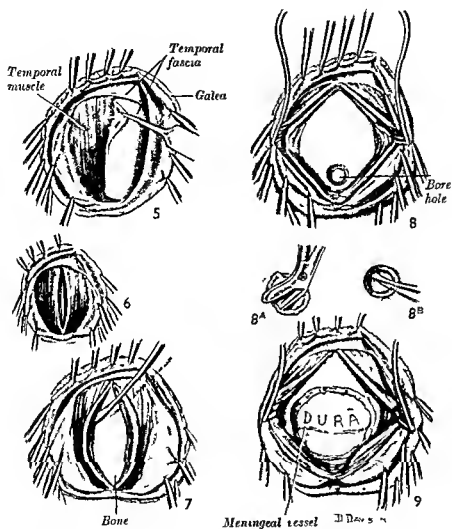 Temporal
fascia
Temporal
muscle
Galea
5
8
Bore
hole
6
8A
8B
DURA
7
9
Bone
Meningeal vessel